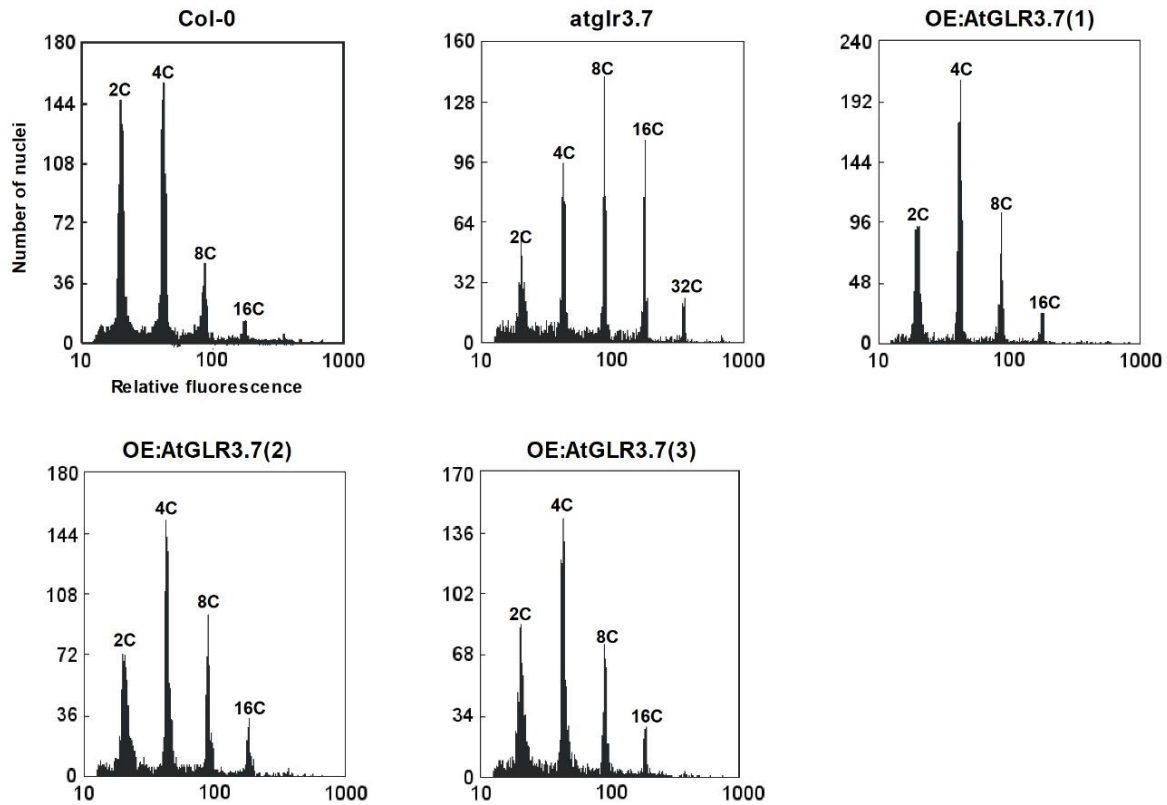 Col-0
180
144
108
72
36
0
Number of nuclei
2C
4C
8C
16C
10
100
1000
Relative fluorescence
atglr3.7
160
128
96
64
32
0
2C
4C
8C
16C
32C
10
100
1000
OE:AtGLR3.7(1)
240
192
144
96
48
0
2C
4C
8C
16C
10
100
1000
OE:AtGLR3.7(2)
180
144
108
72
36
0
2C
4C
8C
16C
10
100
1000
OE:AtGLR3.7(3)
170
136
102
68
34
0
2C
4C
8C
16C
10
100
1000